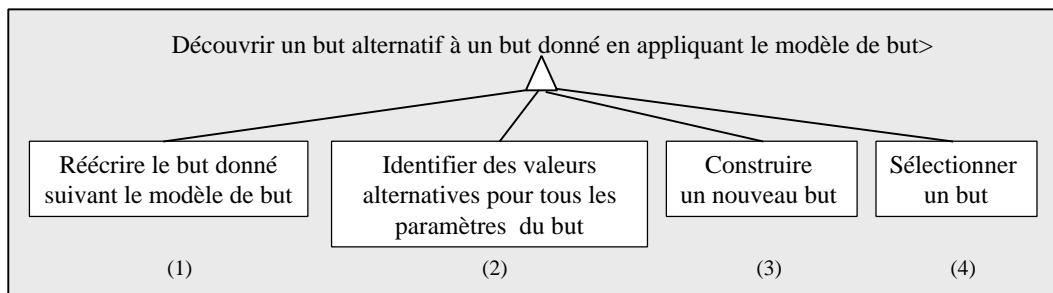 Découvrir un but alternatif à un but donné en appliquant le modèle de but>
Réécrire le but donné
suivant le modèle de but
Identifier des valeurs
alternatives pour tous les
paramètres du but
Construire
un nouveau but
Sélectionner
un but
(1)
(2)
(3)
(4)